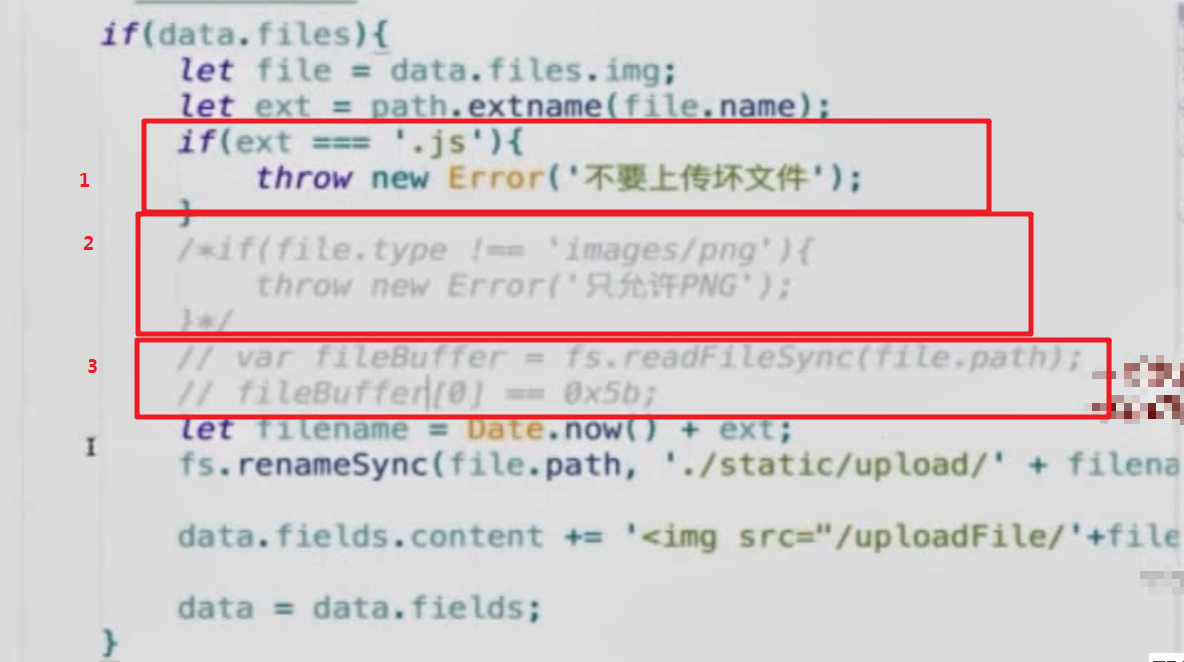 if(data.files){
let file = data.files.img;
let ext = path.extname(file.name);
if(ext === '.js'){
1
throw new Error('不要上传坏文件');
}
2
/*if(file.type !== 'images/png'){
throw new Error('只允许PNG');
}*/
3
// var fileBuffer = fs.readFileSync(file.path);
// fileBuffer[0] == 0x5b;
let filename = Date.now() + ext;
fs.renameSync(file.path, './static/upload/' + filena
data.fields.content += '<img src="/uploadFile/'+file
data = data.fields;
}